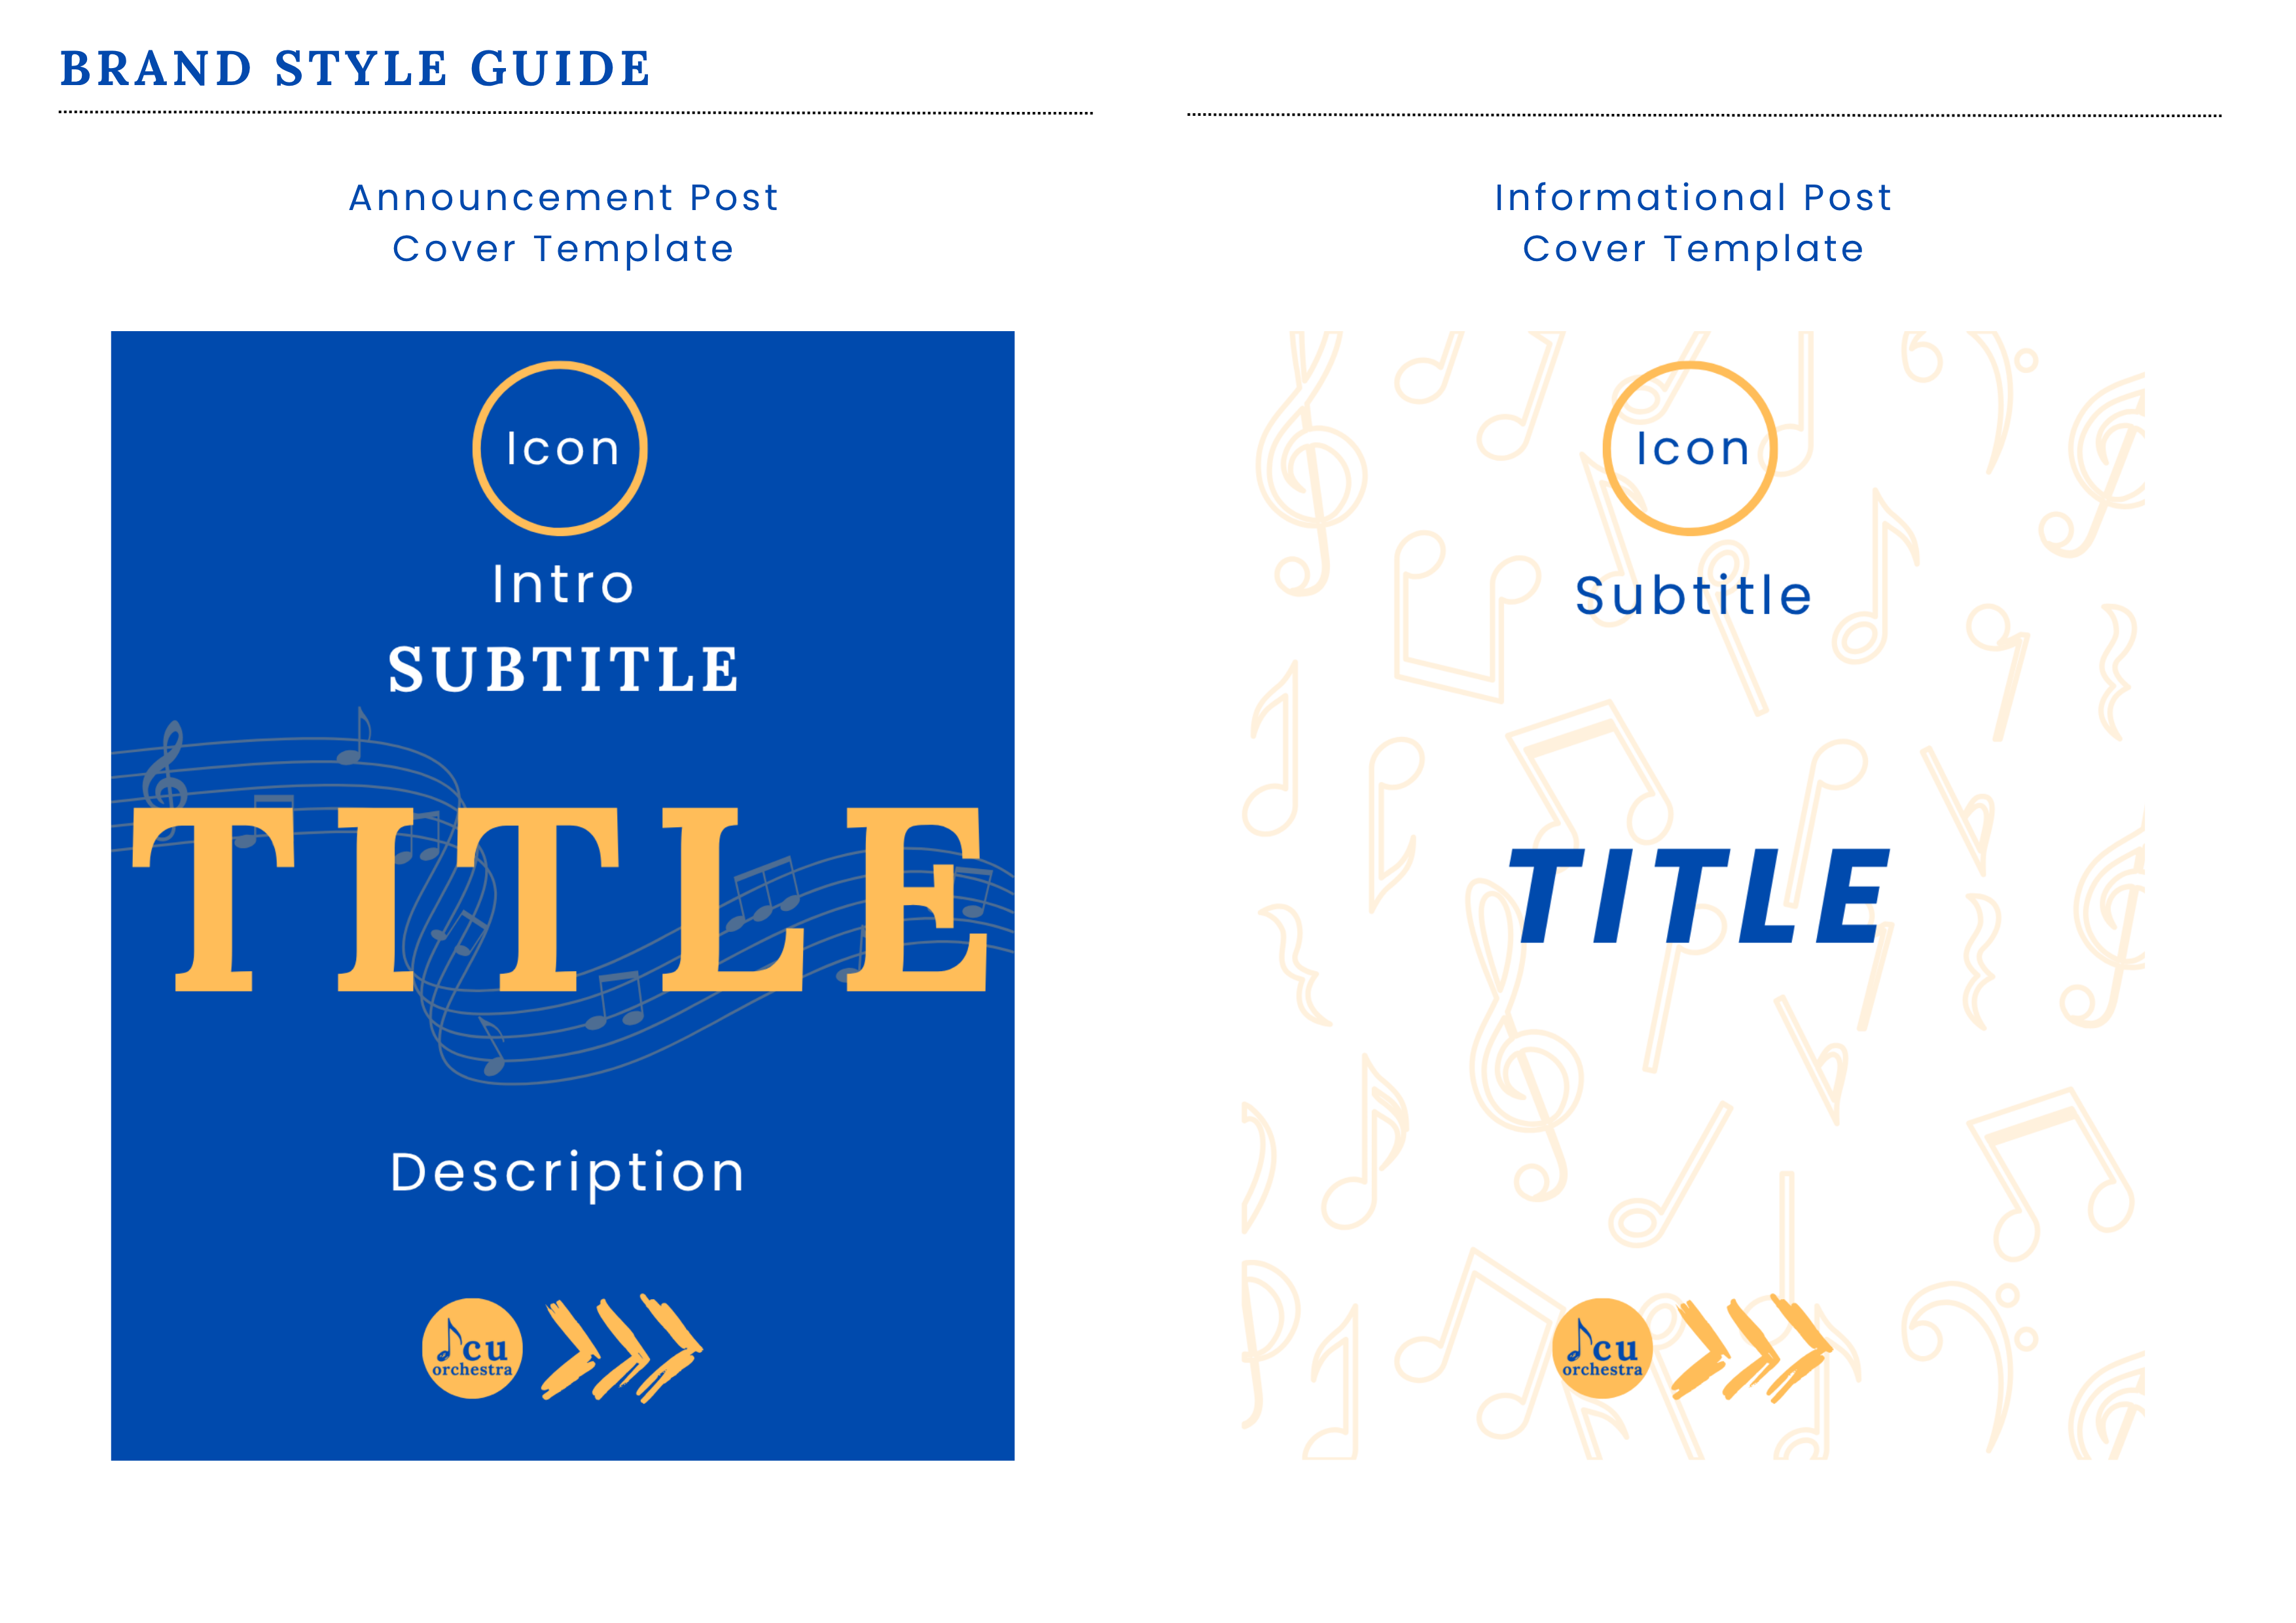 BRAND STYLE GUIDE
Announcement Post
Cover Template
Icon
Intro
SUBTITLE
TITLE
Description
cu
orchestra
Informational Post
Cover Template
Icon
Subtitle
TITLE
cu
orchestra